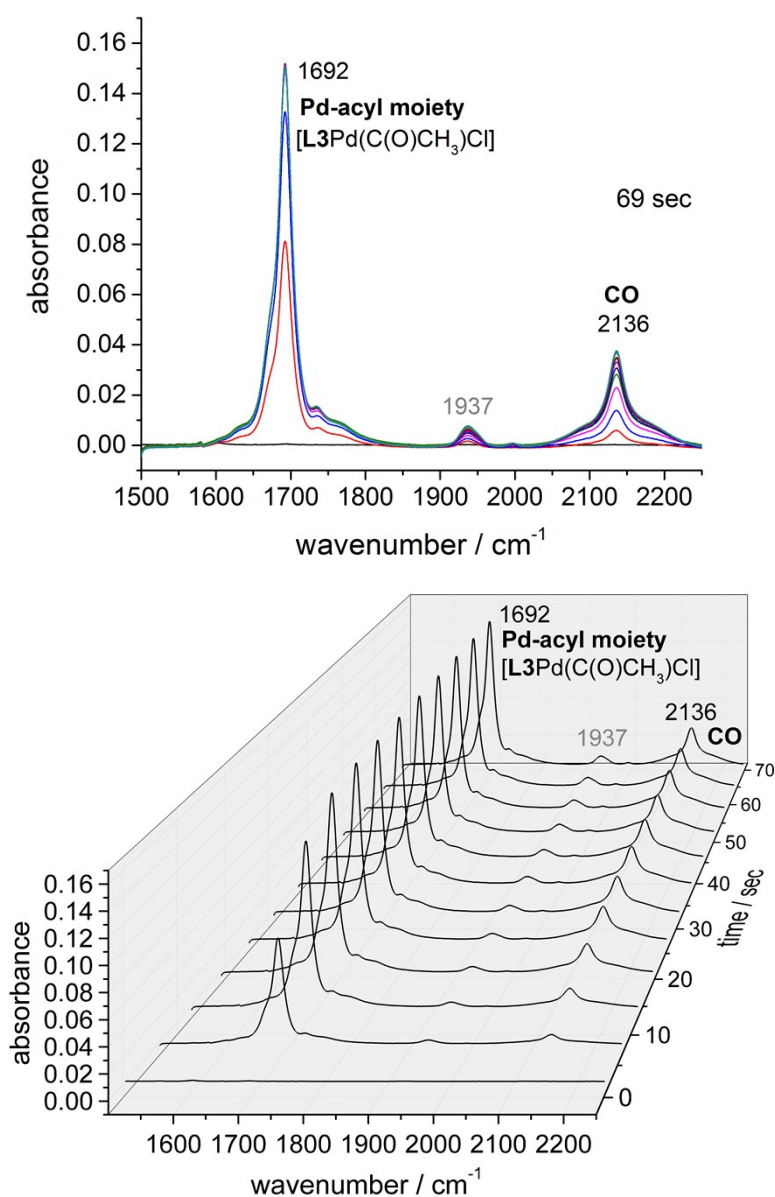 0.16
0.14
0.12
0.10
0.08
0.06
0.04
0.02
0.00
absorbance
1692
Pd-acyl moiety
[L3Pd(C(O)CH₃)Cl]
69 sec
CO
2136
1937
1500 1600 1700 1800 1900 2000 2100 2200
wavenumber / cm⁻¹
1692
Pd-acyl moiety
[L3Pd(C(O)CH₃)Cl]
1937
2136
CO
0.16
0.14
0.12
0.10
0.08
0.06
0.04
0.02
0.00
absorbance
70
60
50
40
30
20
10
0
time / sec
1600 1700 1800 1900 2000 2100 2200
wavenumber / cm⁻¹